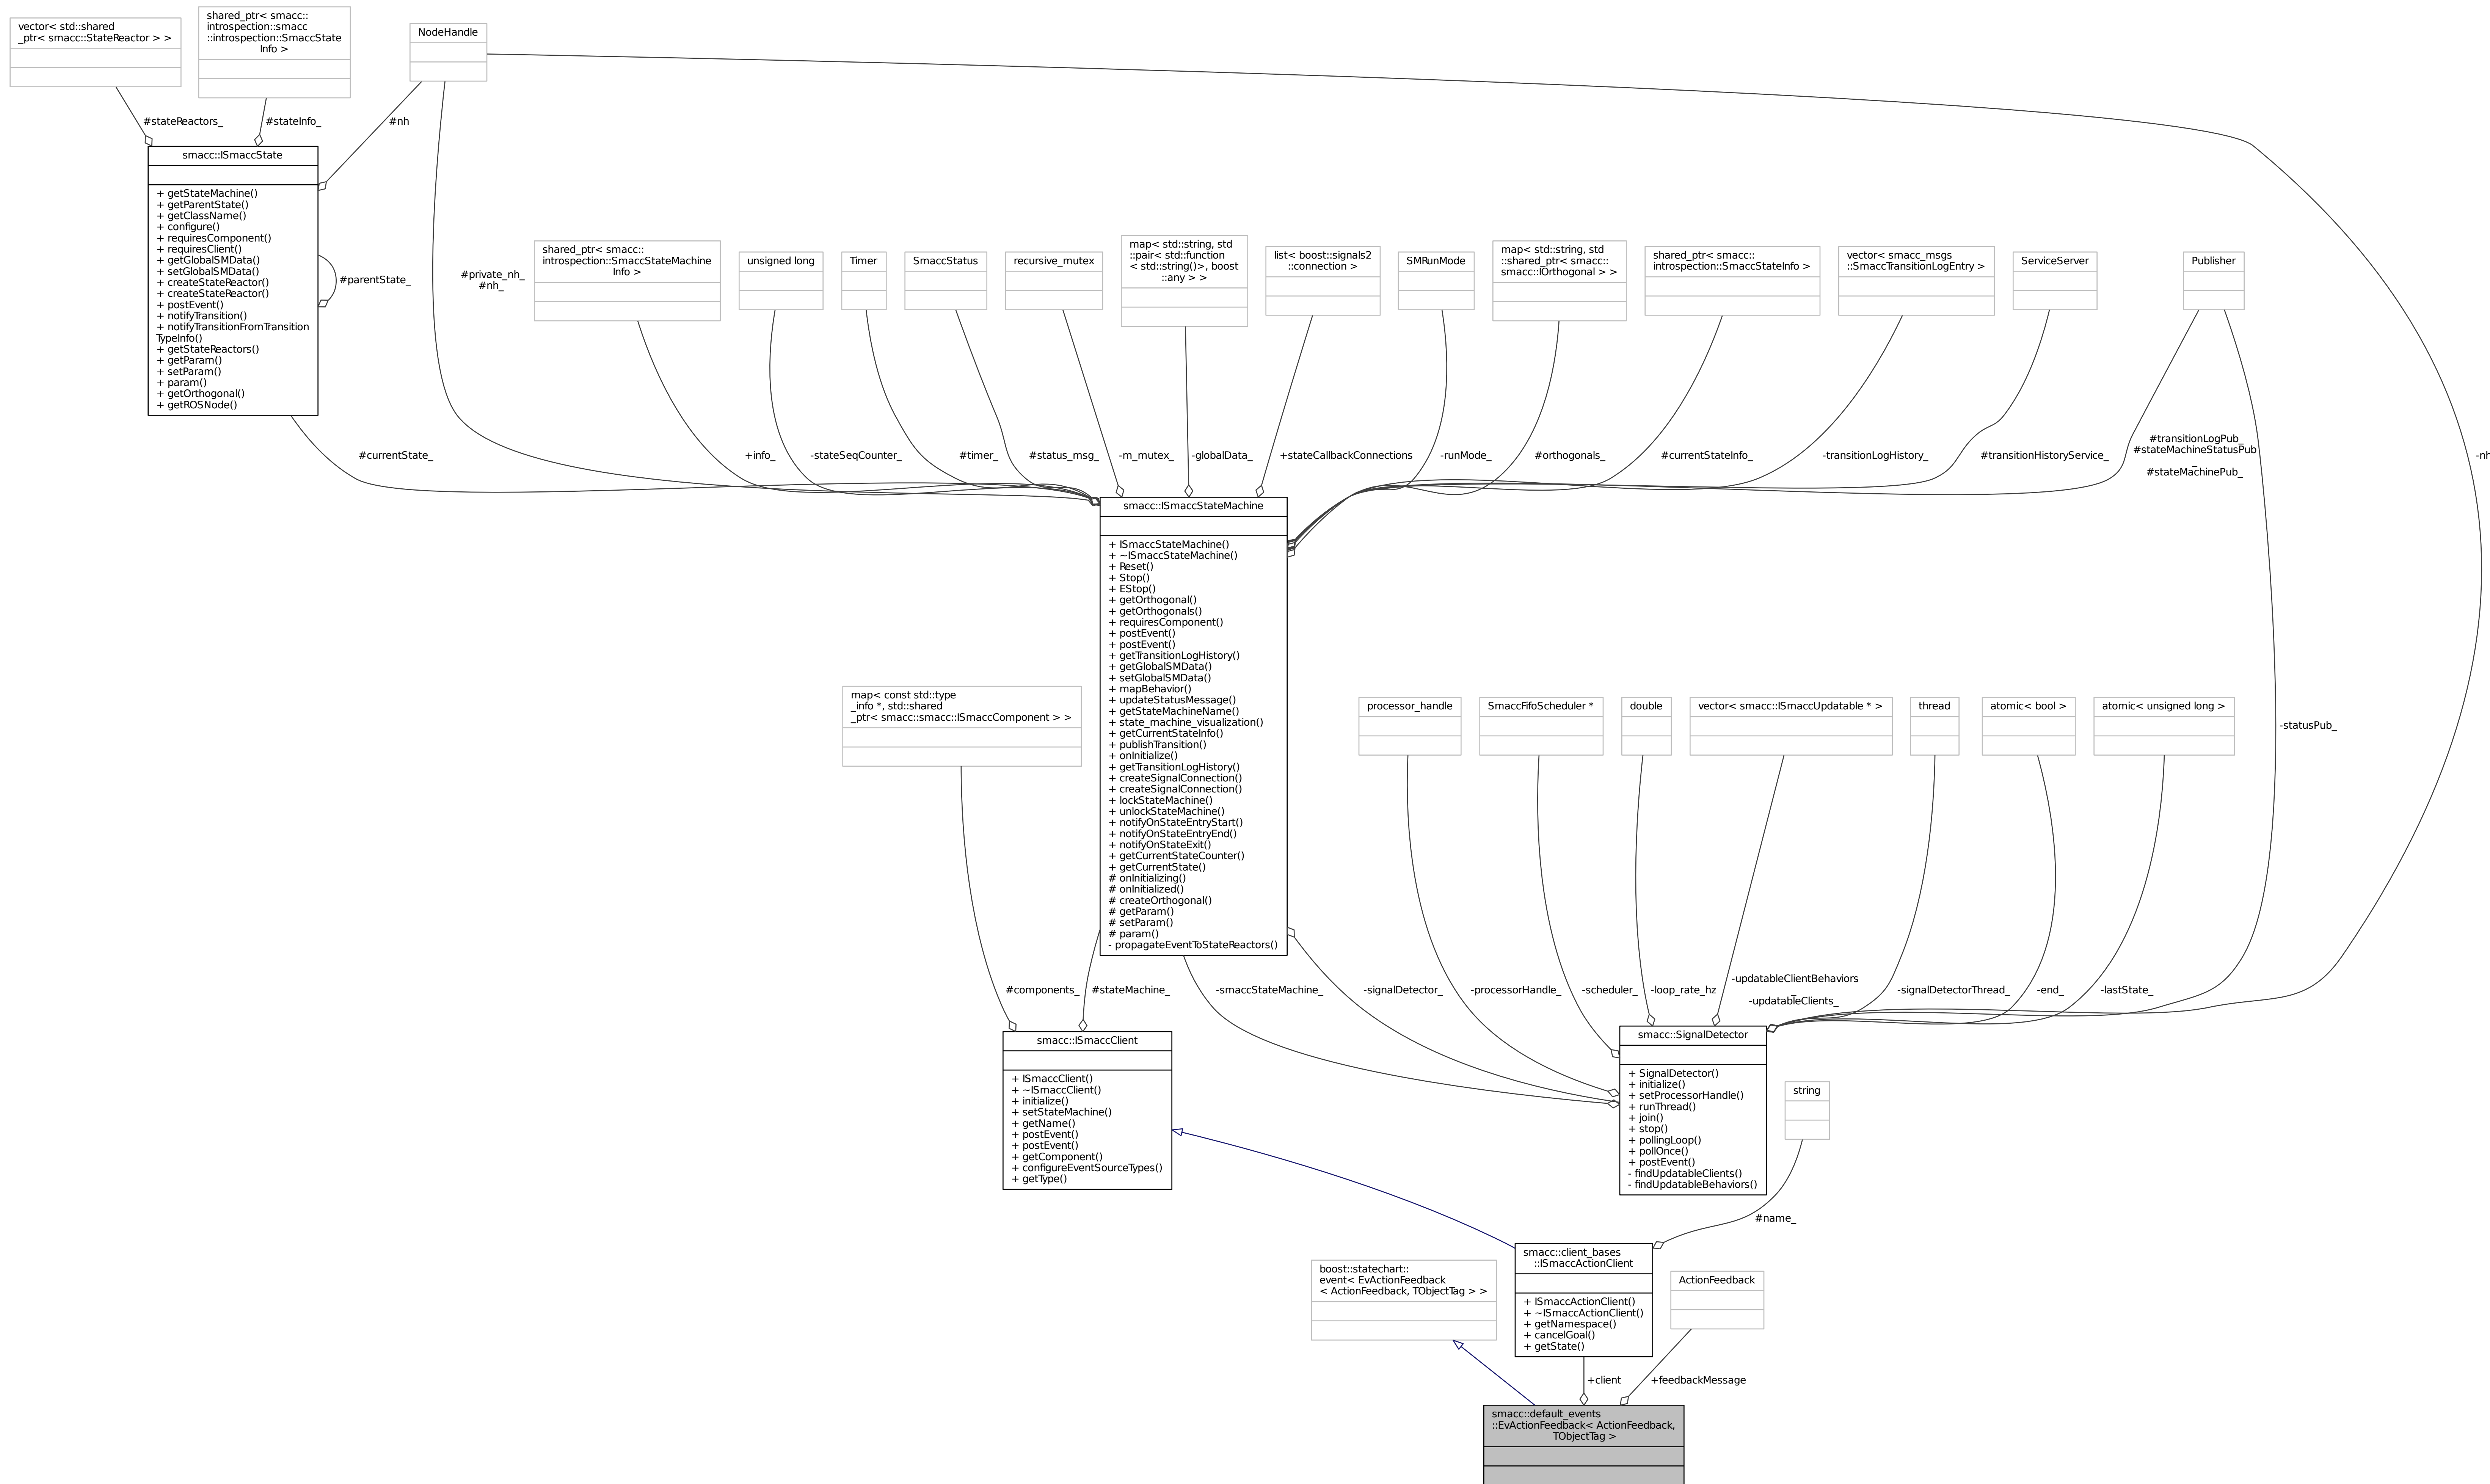 vector< std::shared
_ptr< smacc::StateReactor > >
shared_ptr< smacc::
introspection::smacc
::introspection::SmaccState
Info >
NodeHandle
#stateReactors_
#stateInfo_
#nh
smacc::ISmaccState
+ getStateMachine()
+ getParentState()
+ getClassName()
+ configure()
+ requiresComponent()
+ requiresClient()
+ getGlobalSMData()
+ setGlobalSMData()
+ createStateReactor()
+ createStateReactor()
+ postEvent()
+ notifyTransition()
+ notifyTransitionFromTransition
TypeInfo()
+ getStateReactors()
+ getParam()
+ setParam()
+ param()
+ getOrthogonal()
+ getROSNode()
#parentState_
#private_nh_
#nh_
shared_ptr< smacc::
introspection::SmaccStateMachine
Info >
unsigned long
Timer
SmaccStatus
recursive_mutex
map< std::string, std
::pair< std::function
< std::string()>, boost
::any > >
list< boost::signals2
::connection >
SMRunMode
map< std::string, std
::shared_ptr< smacc::
smacc::IOrthogonal > >
shared_ptr< smacc::
introspection::SmaccStateInfo >
vector< smacc_msgs
::SmaccTransitionLogEntry >
ServiceServer
Publisher
#currentState_
+info_
-stateSeqCounter_
#timer_
#status_msg_
-m_mutex_
-globalData_
+stateCallbackConnections
-runMode_
#orthogonals_
#currentStateInfo_
-transitionLogHistory_
#transitionHistoryService_
#transitionLogPub_
#stateMachineStatusPub
_
#stateMachinePub_
-nh
smacc::ISmaccStateMachine
+ ISmaccStateMachine()
+ ~ISmaccStateMachine()
+ Reset()
+ Stop()
+ EStop()
+ getOrthogonal()
+ getOrthogonals()
+ requiresComponent()
+ postEvent()
+ postEvent()
+ getTransitionLogHistory()
+ getGlobalSMData()
+ setGlobalSMData()
+ mapBehavior()
+ updateStatusMessage()
+ getStateMachineName()
+ state_machine_visualization()
+ getCurrentStateInfo()
+ publishTransition()
+ onInitialize()
+ getTransitionLogHistory()
+ createSignalConnection()
+ createSignalConnection()
+ lockStateMachine()
+ unlockStateMachine()
+ notifyOnStateEntryStart()
+ notifyOnStateEntryEnd()
+ notifyOnStateExit()
+ getCurrentStateCounter()
+ getCurrentState()
# onInitializing()
# onInitialized()
# createOrthogonal()
# getParam()
# setParam()
# param()
- propagateEventToStateReactors()
map< const std::type
_info *, std::shared
_ptr< smacc::smacc::ISmaccComponent > >
processor_handle
SmaccFifoScheduler *
double
vector< smacc::ISmaccUpdatable * >
thread
atomic< bool >
atomic< unsigned long >
-statusPub_
#components_
#stateMachine_
-smaccStateMachine_
-signalDetector_
-processorHandle_
-scheduler_
-loop_rate_hz
-updatableClientBehaviors
_
-updatableClients_
-signalDetectorThread_
-end_
-lastState_
smacc::ISmaccClient
+ ISmaccClient()
+ ~ISmaccClient()
+ initialize()
+ setStateMachine()
+ getName()
+ postEvent()
+ postEvent()
+ getComponent()
+ configureEventSourceTypes()
+ getType()
smacc::SignalDetector
+ SignalDetector()
+ initialize()
+ setProcessorHandle()
+ runThread()
+ join()
+ stop()
+ pollingLoop()
+ pollOnce()
+ postEvent()
- findUpdatableClients()
- findUpdatableBehaviors()
string
#name_
boost::statechart::
event< EvActionFeedback
< ActionFeedback, TObjectTag > >
smacc::client_bases
::ISmaccActionClient
+ ISmaccActionClient()
+ ~ISmaccActionClient()
+ getNamespace()
+ cancelGoal()
+ getState()
ActionFeedback
+client
+feedbackMessage
smacc::default_events
::EvActionFeedback< ActionFeedback,
TObjectTag >